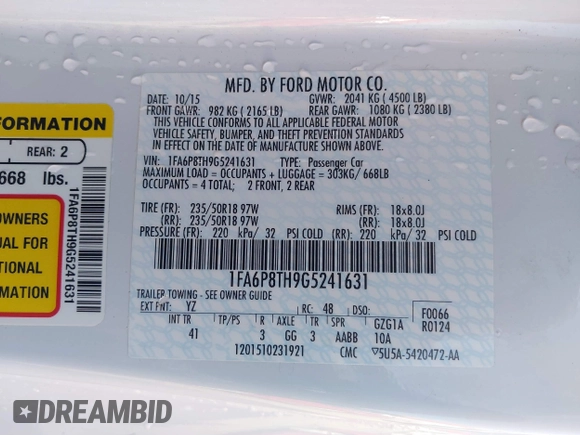 FORMATION
REAR: 2
668 lbs.
OWNERS
UAL FOR
TIONAL
RMATION
1FA6P8TH9G5241631
MFD. BY FORD MOTOR CO.
DATE: 10/15 GVWR: 2041 KG ( 4500 LB)
FRONT GAWR: 982 KG ( 2165 LB) REAR GAWR: 1080 KG ( 2380 LB)
THIS VEHICLE CONFORMS TO ALL APPLICABLE FEDERAL MOTOR
VEHICLE SAFETY, BUMPER, AND THEFT PREVENTION STANDARDS IN
EFFECT ON THE DATE OF MANUFACTURE SHOWN ABOVE.
VIN: 1FA6P8TH9G5241631 TYPE: Passenger Car
MAXIMUM LOAD = OCCUPANTS + LUGGAGE = 303KG/ 668LB
OCCUPANTS = 4 TOTAL; 2 FRONT, 2 REAR
TIRE (FR): 235/50R18 97W RIMS (FR): 18x8.0J
(RR): 235/50R18 97W (RR): 18x8.0J
PRESSURE (FR): 220 kPa/ 32 PSI COLD (RR): 220 kPa/ 32 PSI COLD
1FA6P8TH9G5241631
TRAILER TOWING - SEE OWNER GUIDE
EXT PNT: YZ RC: 48 DSO: F0066
INT TR TP/PS R AXLE TR SPR GZG1A R0124
41 3 GG 3 AABB 10A
1201510231921 CMC 5U5A-5420472-AA
DREAMBID